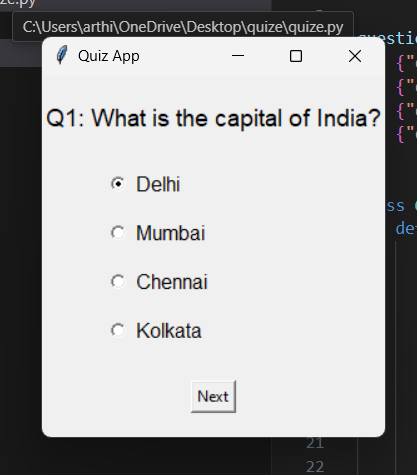 ze.py
C:\Users\arthi\OneDrive\Desktop\quize\quize.py
Quiz App
questio
{"
{"
{"
{"
Q1: What is the capital of India?
Delhi
Mumbai
ss
Chennai
de
Kolkata
Next
21
22